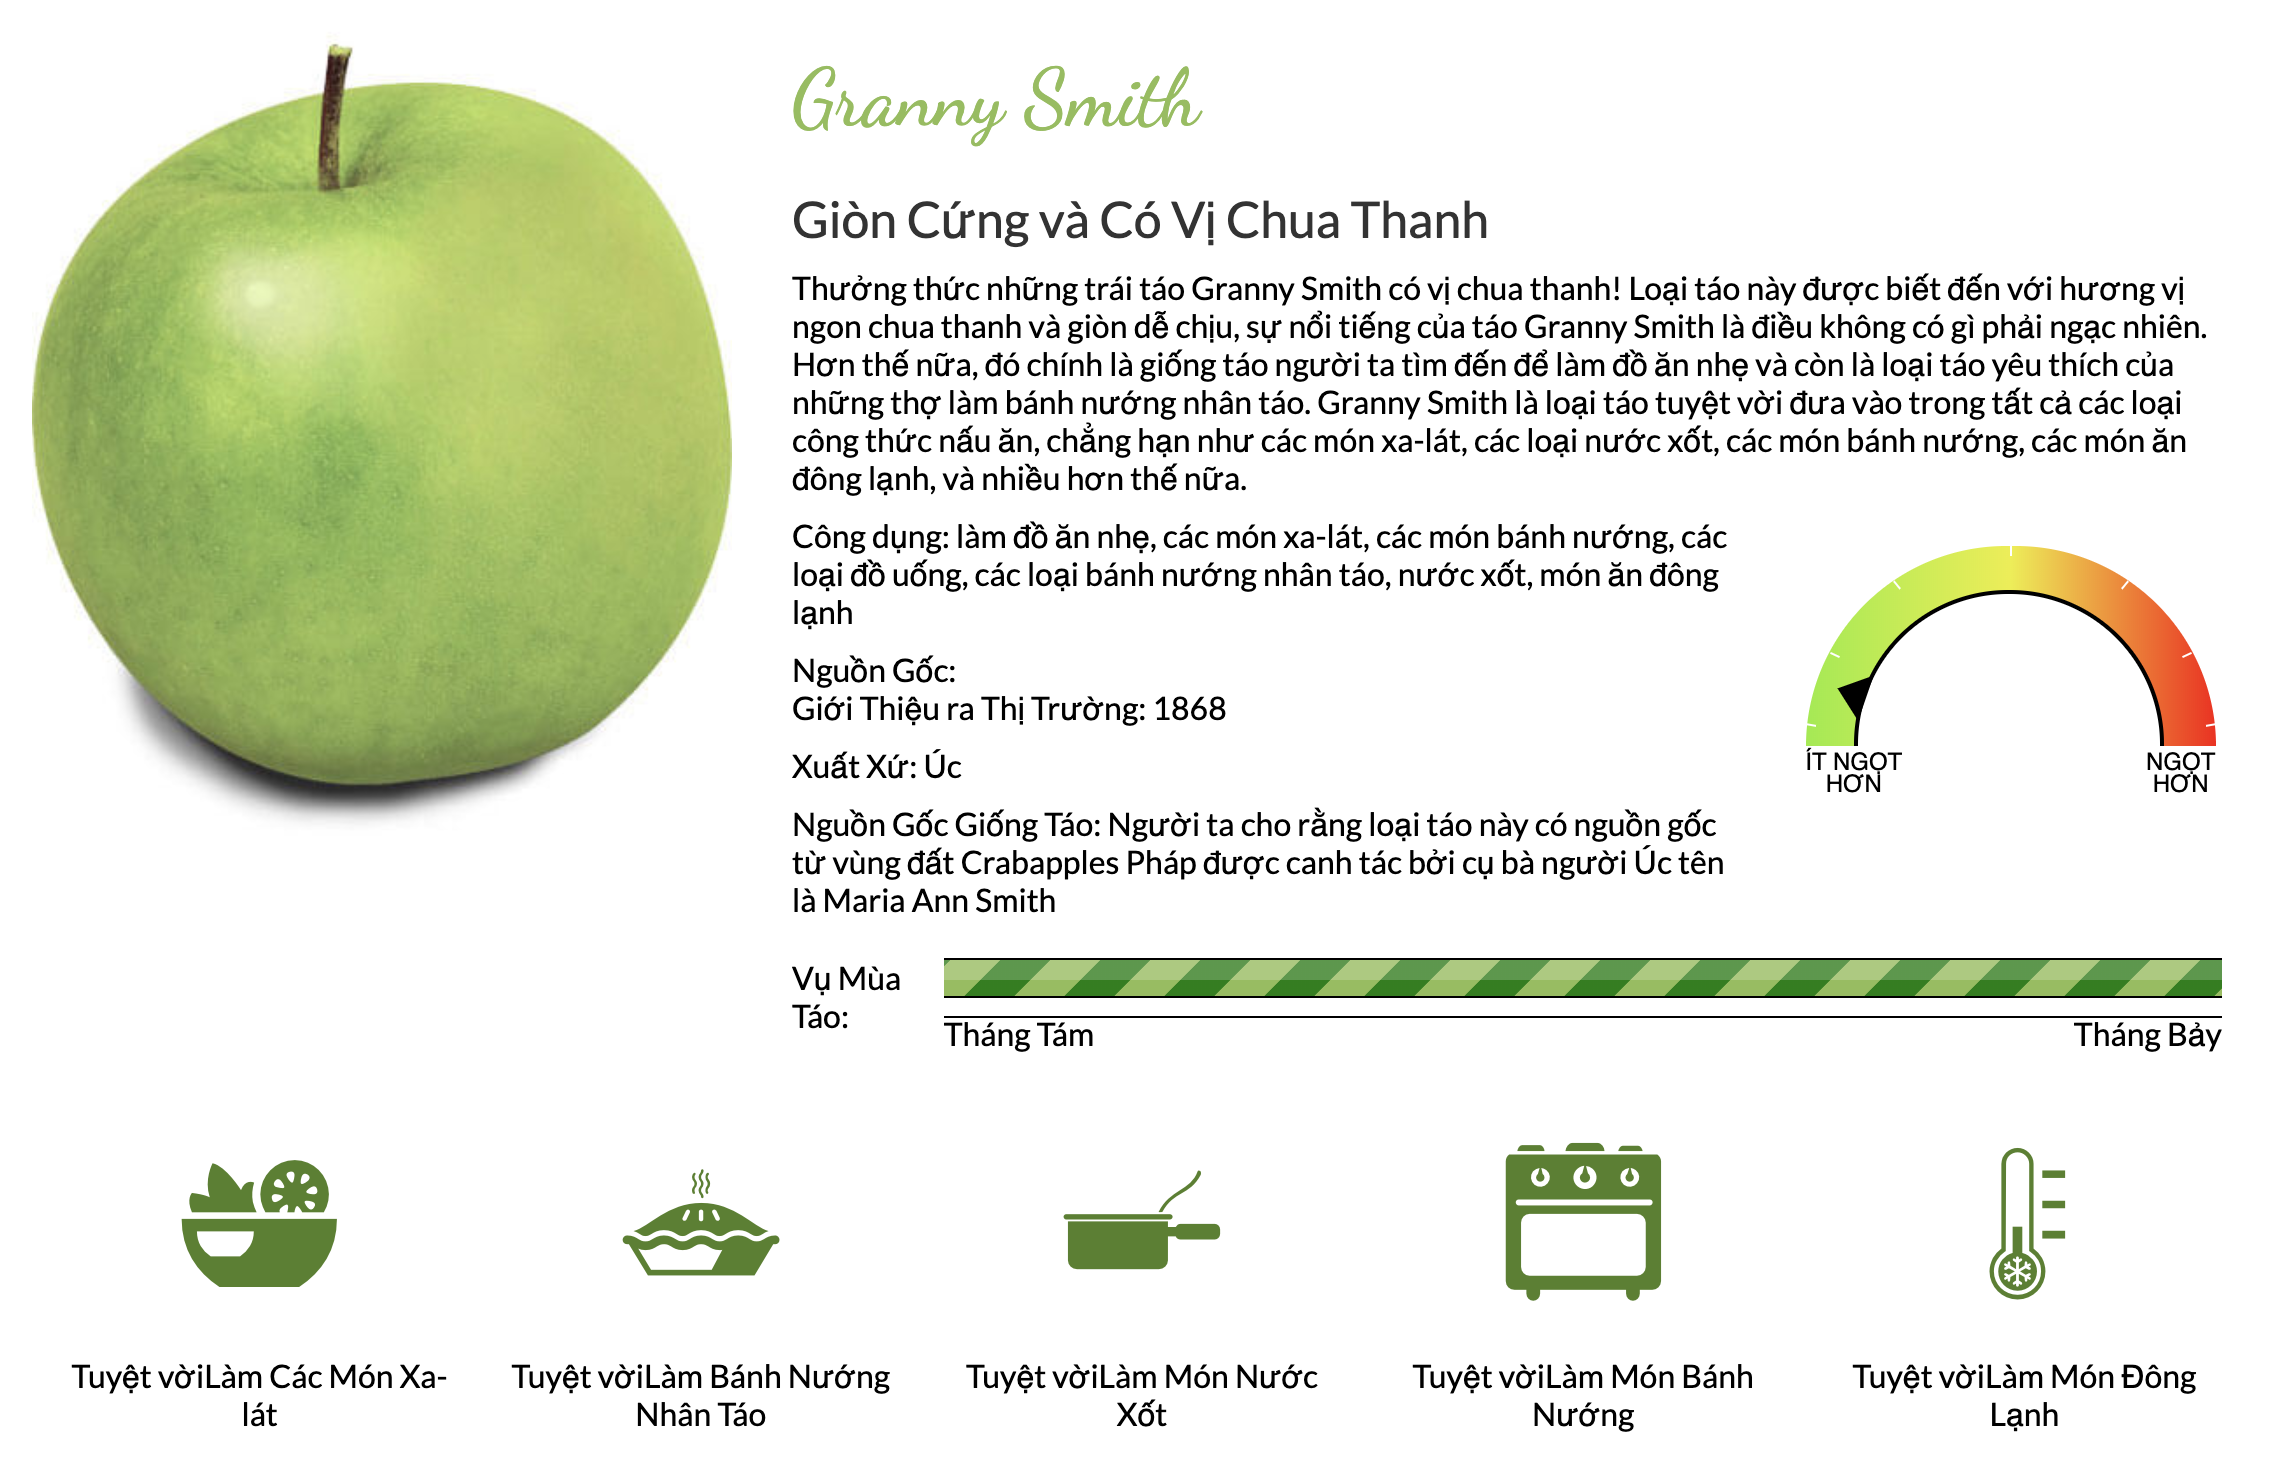 Granny Smith
Giòn Cứng và Có Vị Chua Thanh
Thưởng thức những trái táo Granny Smith có vị chua thanh! Loại táo này được biết đến với hương vị
ngon chua thanh và giòn dễ chịu, sự nổi tiếng của táo Granny Smith là điều không có gì phải ngạc nhiên.
Hơn thế nữa, đó chính là giống táo người ta tìm đến để làm đồ ăn nhẹ và còn là loại táo yêu thích của
những thợ làm bánh nướng nhân táo. Granny Smith là loại táo tuyệt vời đưa vào trong tất cả các loại
công thức nấu ăn, chẳng hạn như các món xa-lát, các loại nước xốt, các món bánh nướng, các món ăn
đông lạnh, và nhiều hơn thế nữa.
Công dụng: làm đồ ăn nhẹ, các món xa-lát, các món bánh nướng, các
loại đồ uống, các loại bánh nướng nhân táo, nước xốt, món ăn đông
lạnh
Nguồn Gốc:
Giới Thiệu ra Thị Trường: 1868
Xuất Xứ: Úc
Nguồn Gốc Giống Táo: Người ta cho rằng loại táo này có nguồn gốc
từ vùng đất Crabapples Pháp được canh tác bởi cụ bà người Úc tên
là Maria Ann Smith
ÍT NGỌT
HƠN
NGỌT
HƠN
Vụ Mùa
Táo:
Tháng Tám
Tháng Bảy
Tuyệt vờiLàm Các Món Xa-
lát
Tuyệt vờiLàm Bánh Nướng
Nhân Táo
Tuyệt vờiLàm Món Nước
Xốt
Tuyệt vờiLàm Món Bánh
Nướng
Tuyệt vờiLàm Món Đông
Lạnh